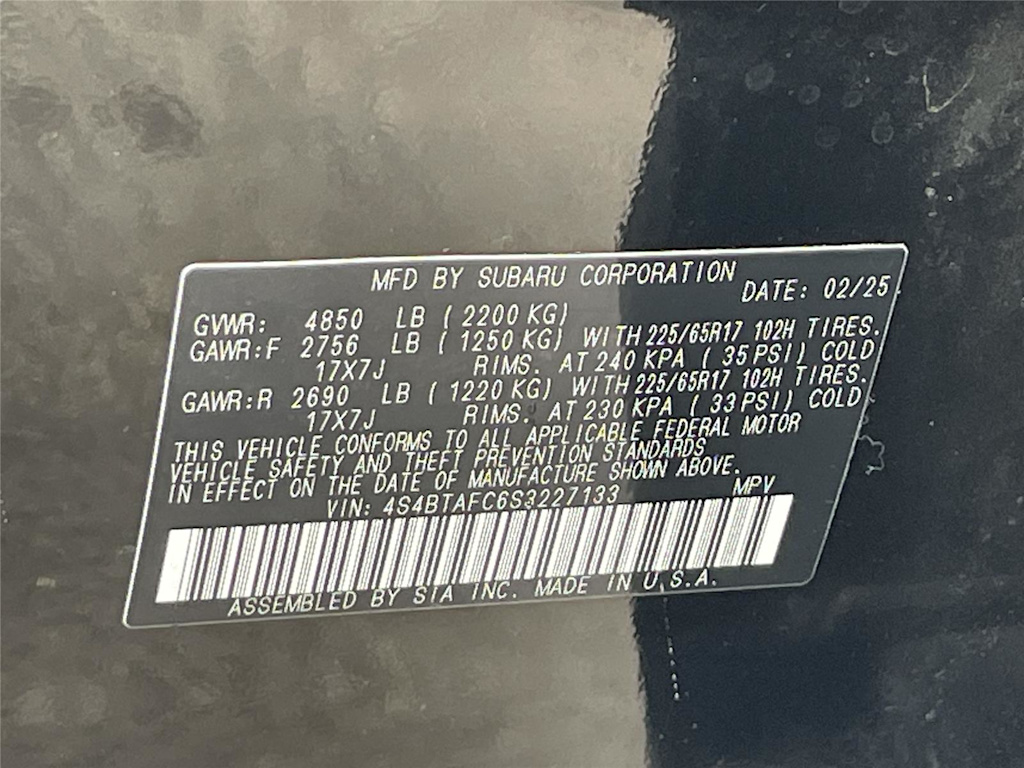 MFD BY SUBARU CORPORATION
DATE: 02/25
GVWR: 4850 LB ( 2200 KG)
GAWR:F 2756 LB ( 1250 KG) WITH 225/65R17 102H TIRES.
17X7J RIMS. AT 240 KPA ( 35 PSI) COLD
GAWR:R 2690 LB ( 1220 KG) WITH 225/65R17 102H TIRES.
17X7J RIMS. AT 230 KPA ( 33 PSI) COLD
THIS VEHICLE CONFORMS TO ALL APPLICABLE FEDERAL MOTOR
VEHICLE SAFETY AND THEFT PREVENTION STANDARDS
IN EFFECT ON THE DATE OF MANUFACTURE SHOWN ABOVE.
VIN: 4S4BTAFC6S3227133 MPV
ASSEMBLED BY SIA INC. MADE IN U.S.A.